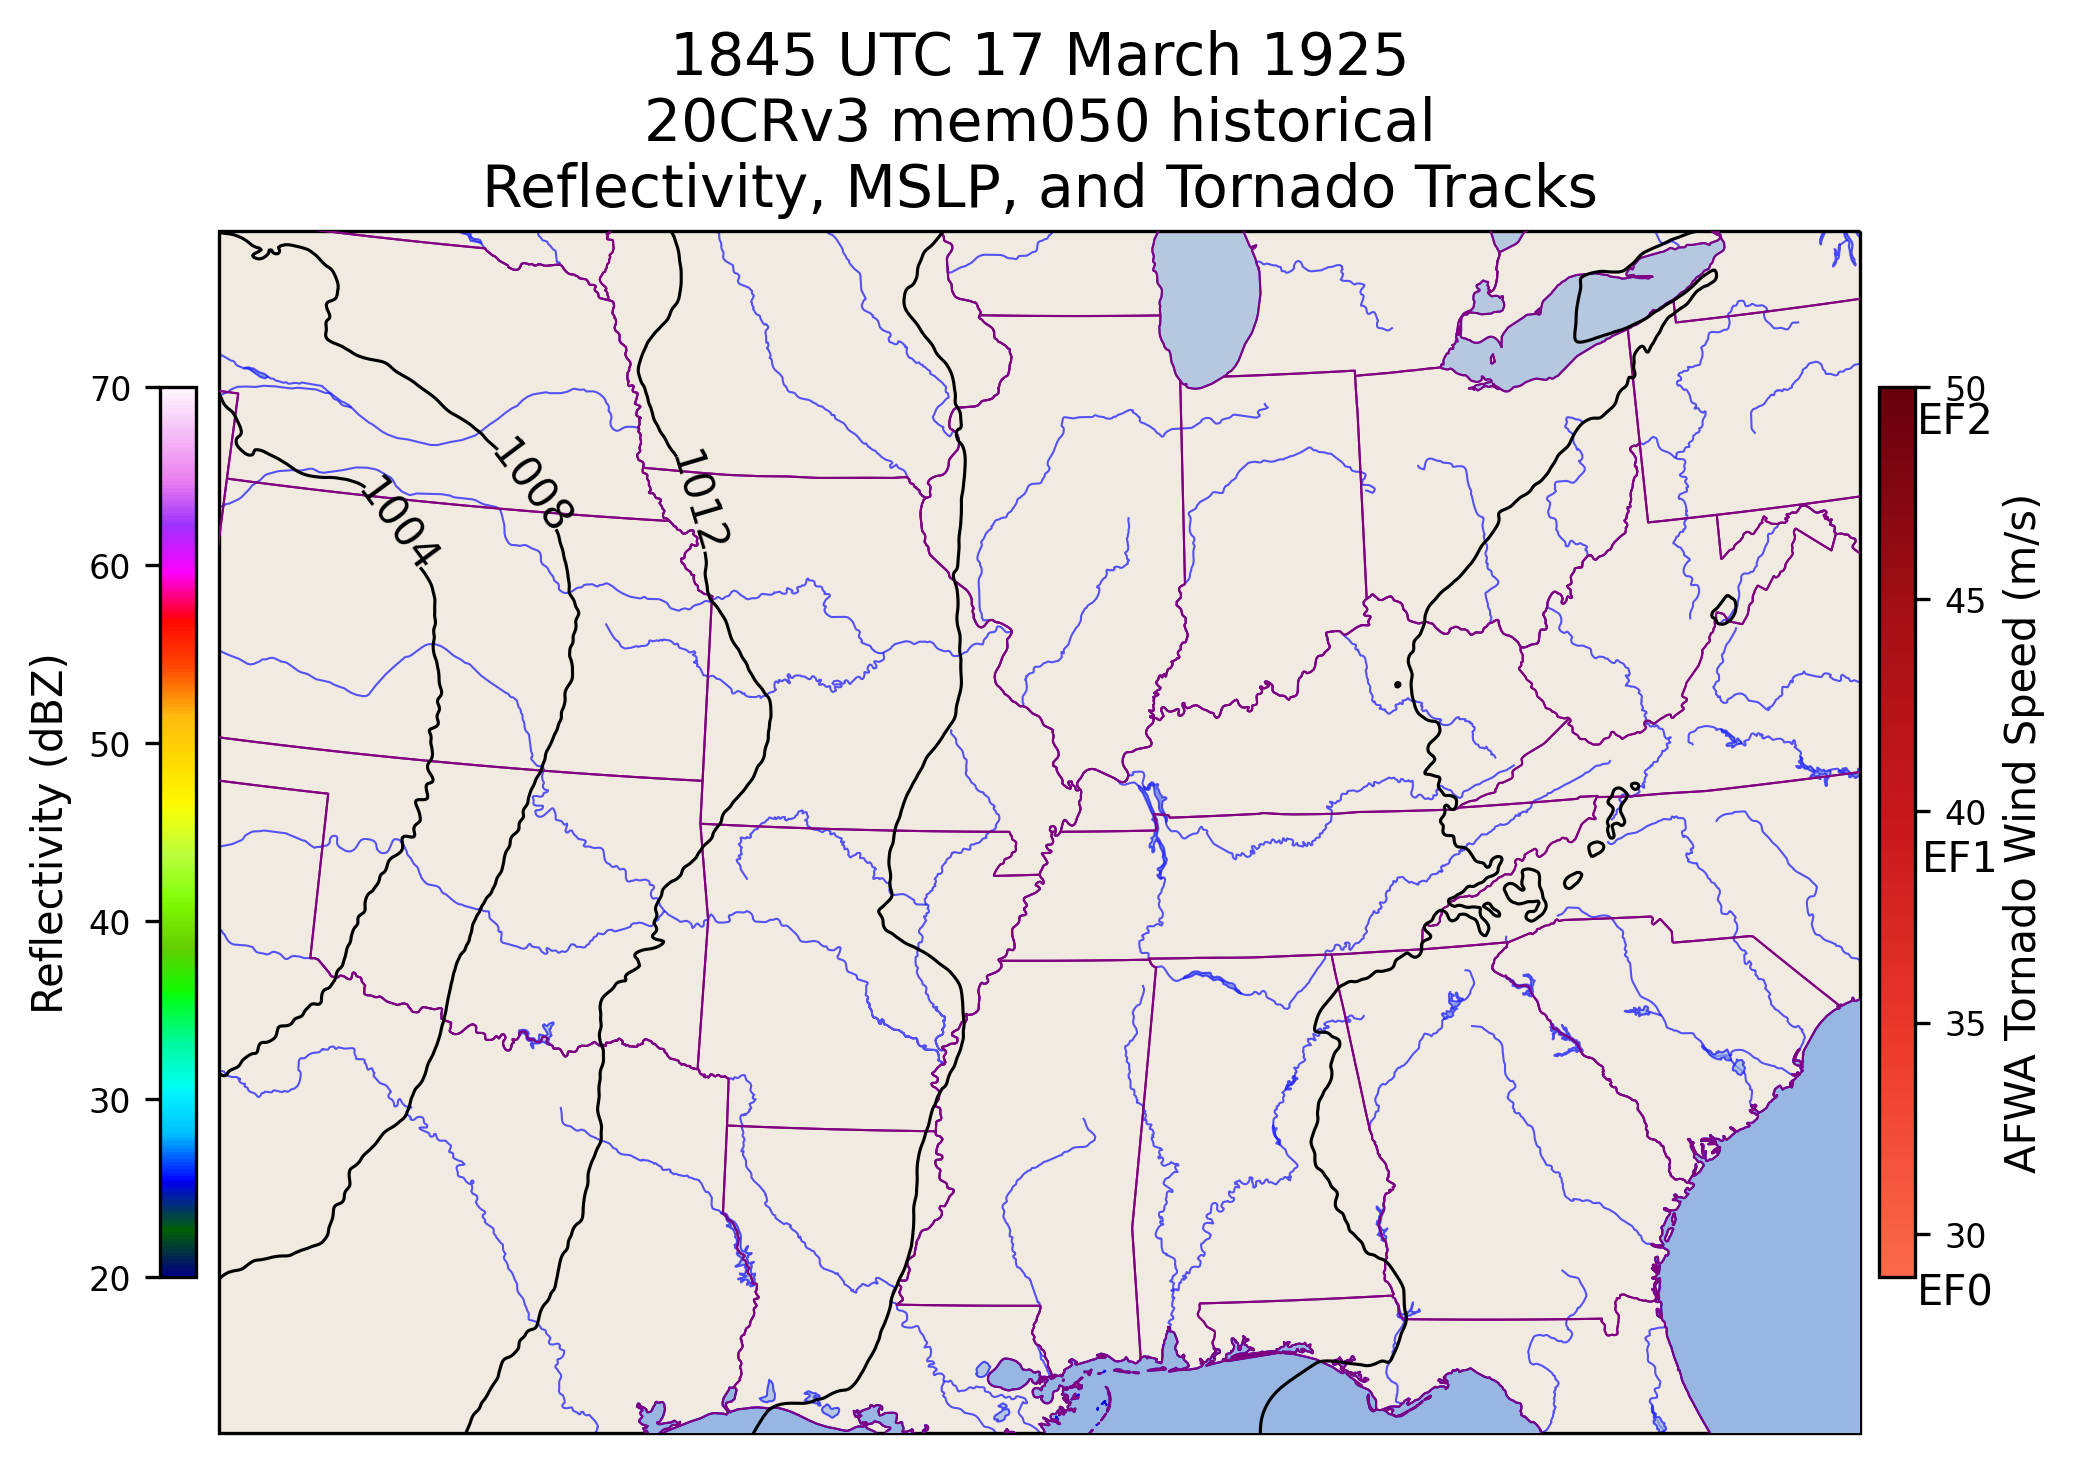 1845 UTC 17 March 1925
20CRv3 mem050 historical
Reflectivity, MSLP, and Tornado Tracks
70
60
50
40
30
20
Reflectivity (dBZ)
1004
1008
1012
50
EF2
45
40
EF1
35
30
EF0
AFWA Tornado Wind Speed (m/s)